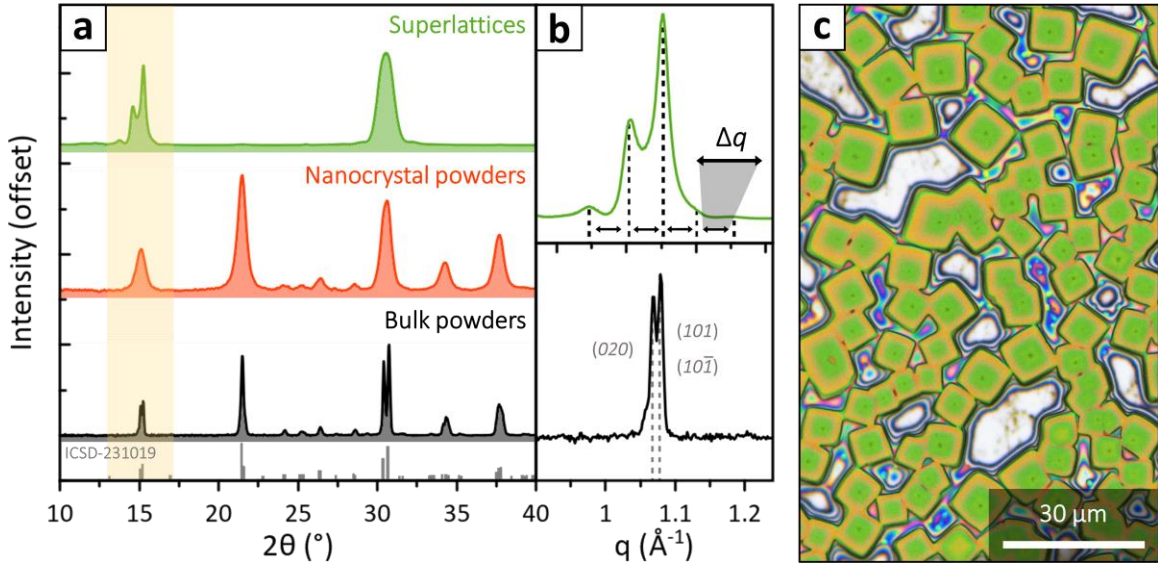 a
Superlattices
Nanocrystal powders
Bulk powders
ICSD-231019
Intensity (offset)
10 15 20 25 30 35 40
2θ (°)
b
Δq
(020)
(101)
(101̅)
1 1.1 1.2
q (Å⁻¹)
c
30 µm